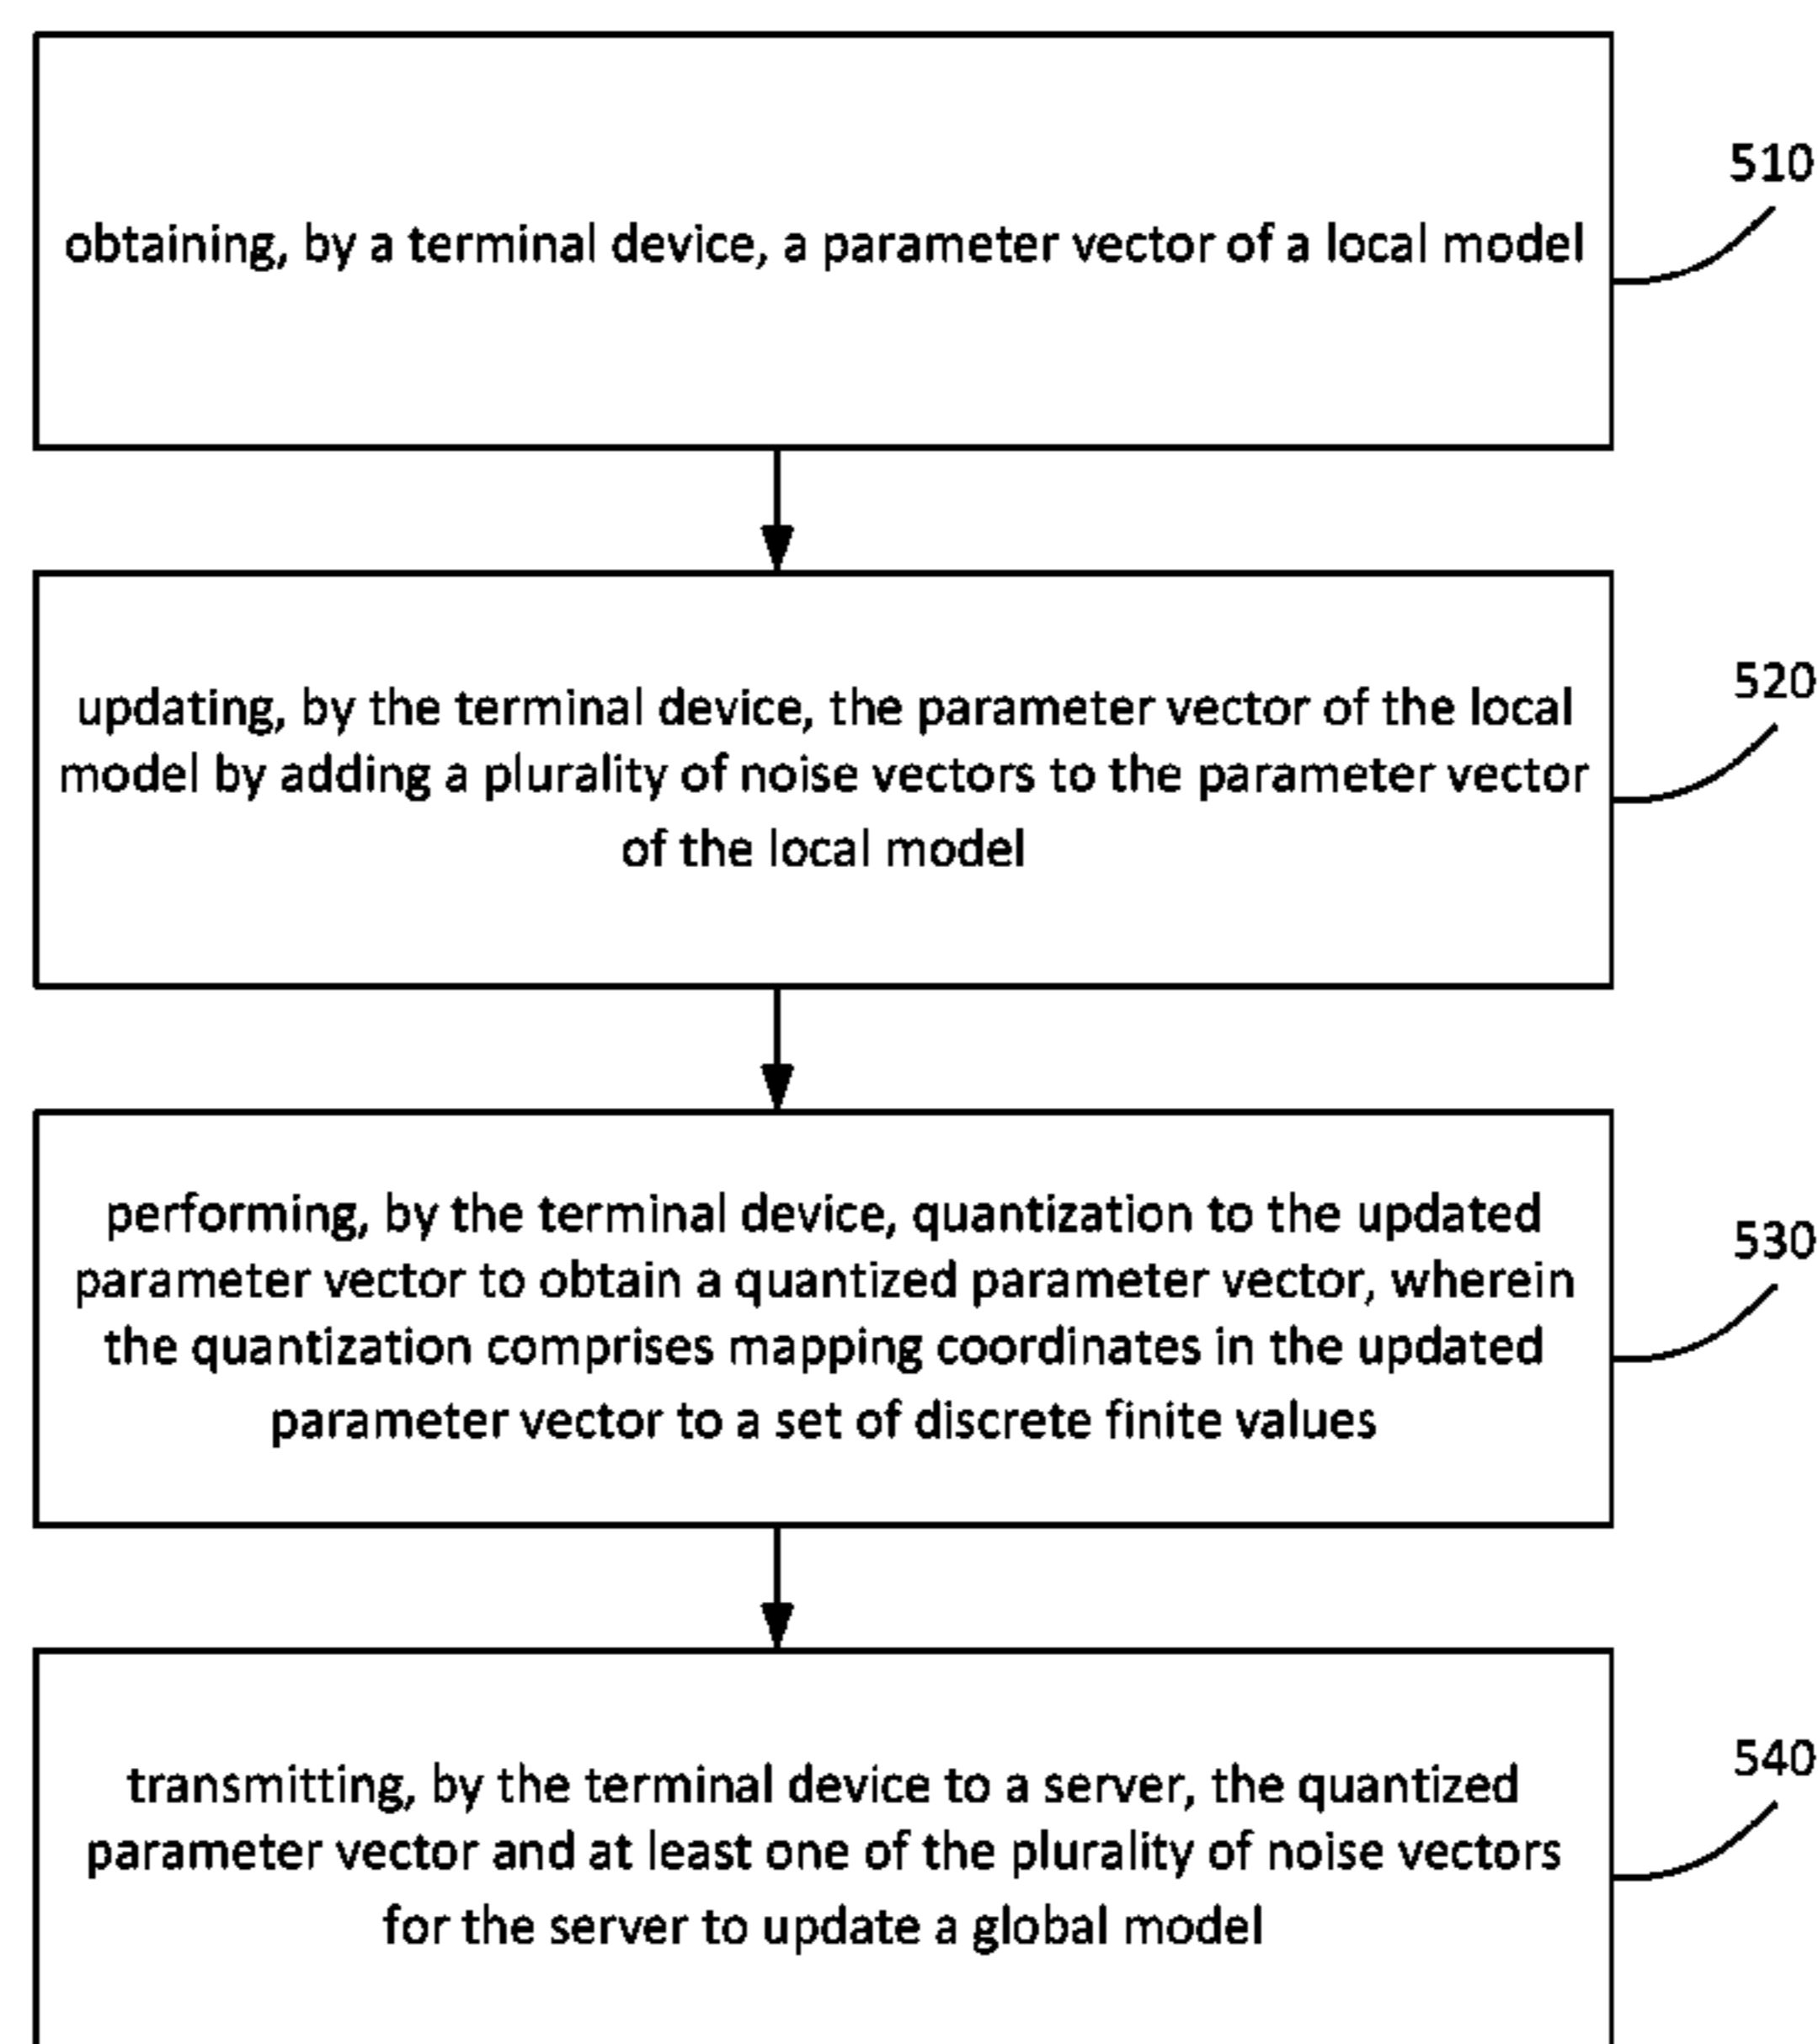 510
obtaining, by a terminal device, a parameter vector of a local model
520
updating, by the terminal device, the parameter vector of the local
model by adding a plurality of noise vectors to the parameter vector
of the local model
530
performing, by the terminal device, quantization to the updated
parameter vector to obtain a quantized parameter vector, wherein
the quantization comprises mapping coordinates in the updated
parameter vector to a set of discrete finite values
540
transmitting, by the terminal device to a server, the quantized
parameter vector and at least one of the plurality of noise vectors
for the server to update a global model